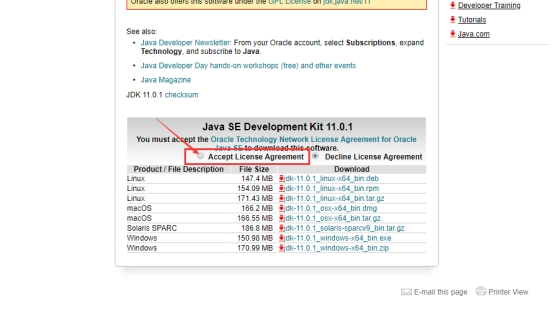 Oracle also offers this software under the GPL License on jdk.java.net/11
See also:
Java Developer Newsletter: From your Oracle account, select Subscriptions, expand
Technology, and subscribe to Java.
Java Developer Day hands-on workshops (free) and other events
Java Magazine
JDK 11.0.1 checksum
Java SE Development Kit 11.0.1
You must accept the Oracle Technology Network License Agreement for Oracle
Java SE to download this software.
Accept License Agreement Decline License Agreement
Product / File Description File Size Download
Linux 147.4 MB jdk-11.0.1_linux-x64_bin.deb
Linux 154.09 MB jdk-11.0.1_linux-x64_bin.rpm
Linux 171.43 MB jdk-11.0.1_linux-x64_bin.tar.gz
macOS 166.2 MB jdk-11.0.1_osx-x64_bin.dmg
macOS 166.55 MB jdk-11.0.1_osx-x64_bin.tar.gz
Solaris SPARC 186.8 MB jdk-11.0.1_solaris-sparcv9_bin.tar.gz
Windows 150.98 MB jdk-11.0.1_windows-x64_bin.exe
Windows 170.99 MB jdk-11.0.1_windows-x64_bin.zip
Developer Training
Tutorials
Java.com
E-mail this page Printer View